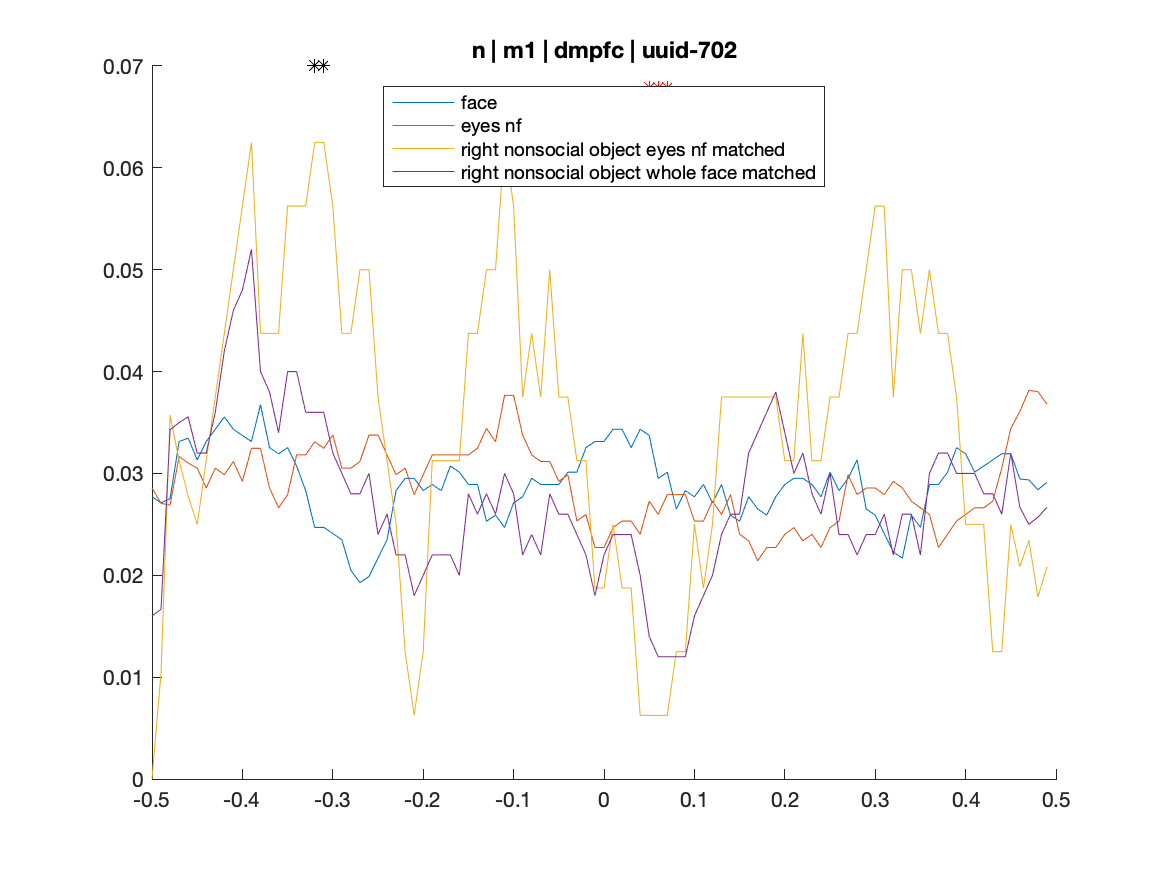 n | m1 | dmpfc | uuid-702
0.07
0.06
0.05
0.04
0.03
0.02
0.01
0
face
eyes nf
right nonsocial object eyes nf matched
right nonsocial object whole face matched
-0.5 -0.4 -0.3 -0.2 -0.1 0 0.1 0.2 0.3 0.4 0.5